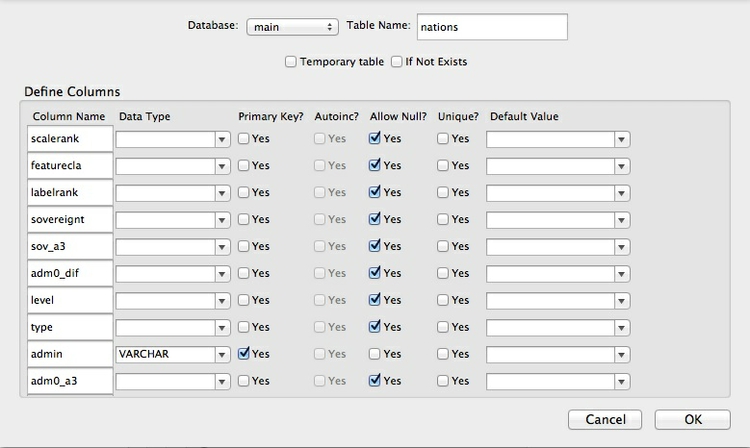 Database: main Table Name: nations
Temporary table If Not Exists
Define Columns
Column Name Data Type Primary Key? Autoinc? Allow Null? Unique? Default Value
scalerank Yes Yes Yes Yes
featurecla Yes Yes Yes Yes
labelrank Yes Yes Yes Yes
sovereignt Yes Yes Yes Yes
sov_a3 Yes Yes Yes Yes
adm0_dif Yes Yes Yes Yes
level Yes Yes Yes Yes
type Yes Yes Yes Yes
admin VARCHAR Yes Yes Yes Yes
adm0_a3 Yes Yes Yes Yes
Cancel OK